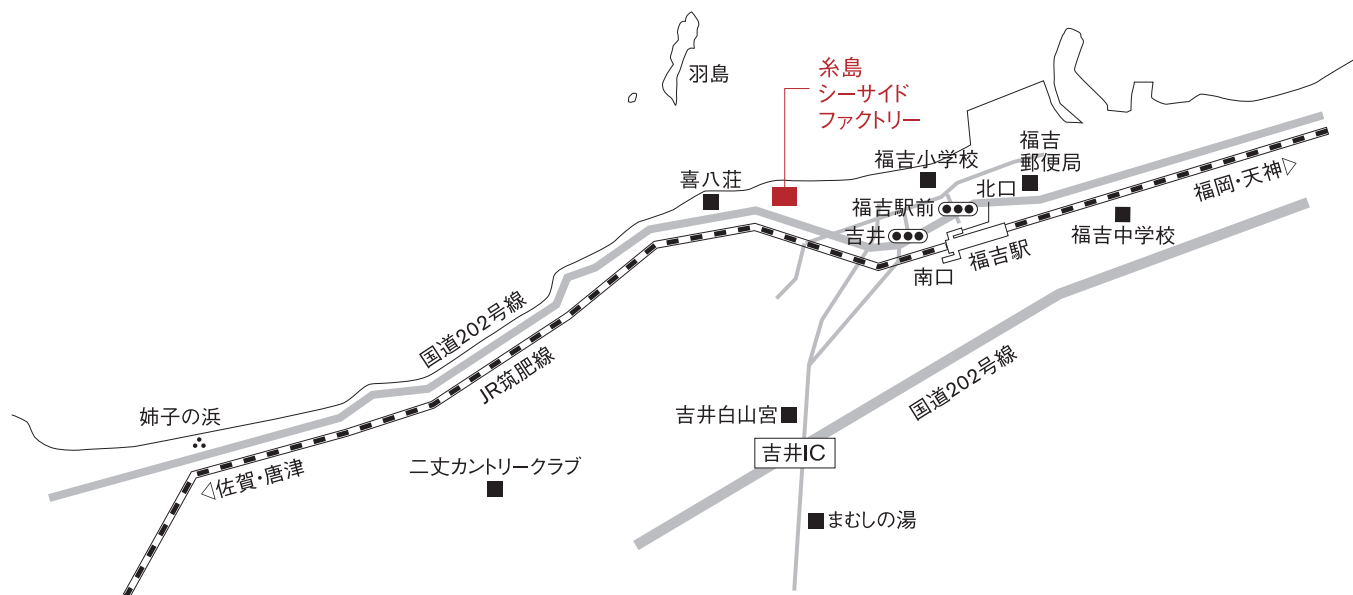 羽島
糸島
シーサイド
ファクトリー
喜八荘
福吉小学校
福吉
郵便局
北口
福吉駅前
吉井
福岡・天神▷
福吉中学校
福吉駅
南口
国道202号線
JR筑肥線
国道202号線
姉子の浜
◁佐賀・唐津
二丈カントリークラブ
吉井白山宮
吉井IC
まむしの湯